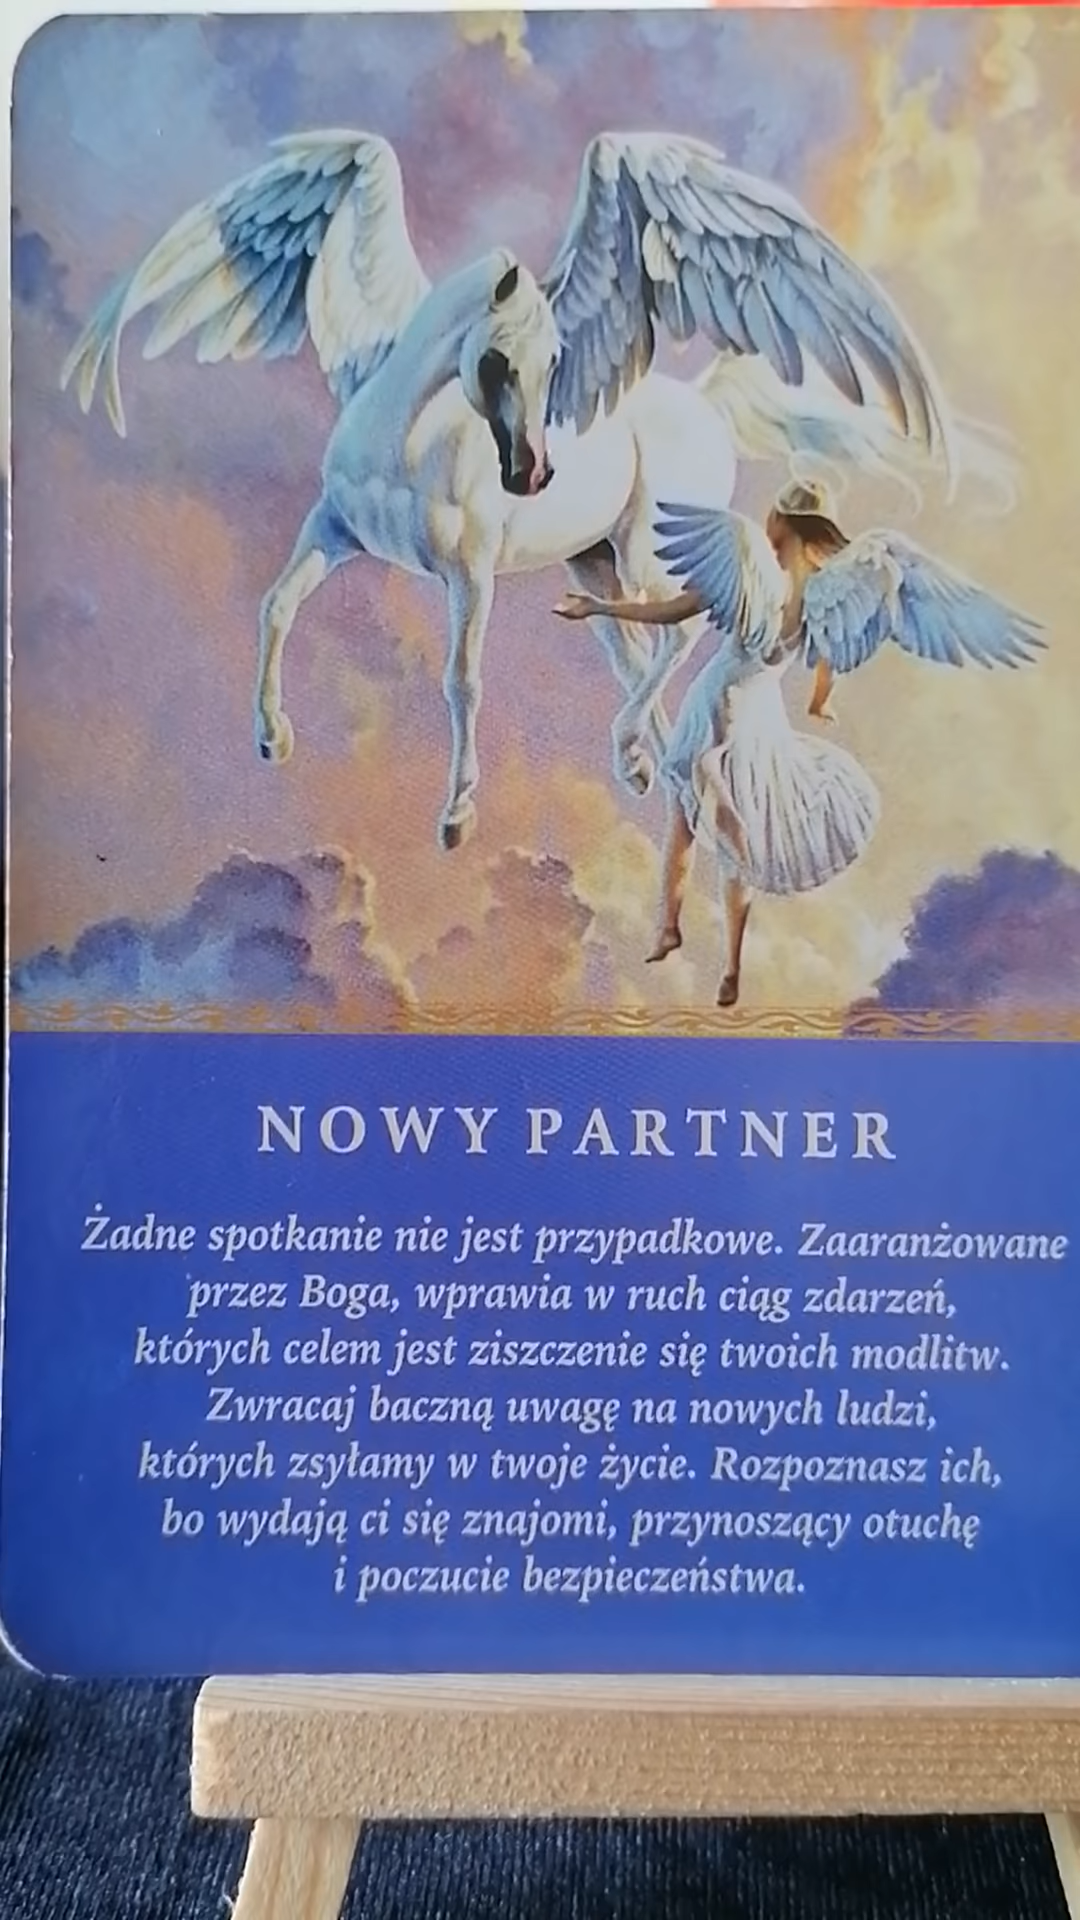 NOWY PARTNER
Żadne spotkanie nie jest przypadkowe. Zaaranżowane
przez Boga, wprawia w ruch ciąg zdarzeń,
których celem jest ziszczenie się twoich modlitw.
Zwracaj baczną uwagę na nowych ludzi,
których zsyłamy w twoje życie. Rozpoznasz ich,
bo wydają ci się znajomi, przynoszący otuchę
i poczucie bezpieczeństwa.